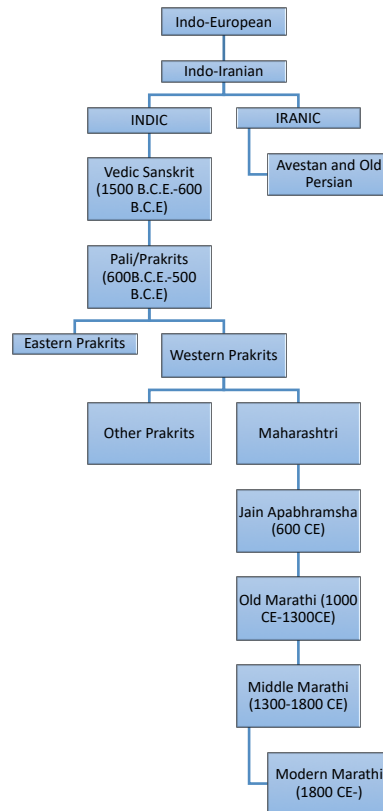 Indo-European
Indo-Iranian
INDIC
IRANIC
Vedic Sanskrit
(1500 B.C.E.-600
B.C.E)
Avestan and Old
Persian
Pali/Prakrits
(600B.C.E.-500
B.C.E)
Eastern Prakrits
Western Prakrits
Other Prakrits
Maharashtri
Jain Apabhramsha
(600 CE)
Old Marathi (1000
CE-1300CE)
Middle Marathi
(1300-1800 CE)
Modern Marathi
(1800 CE-)